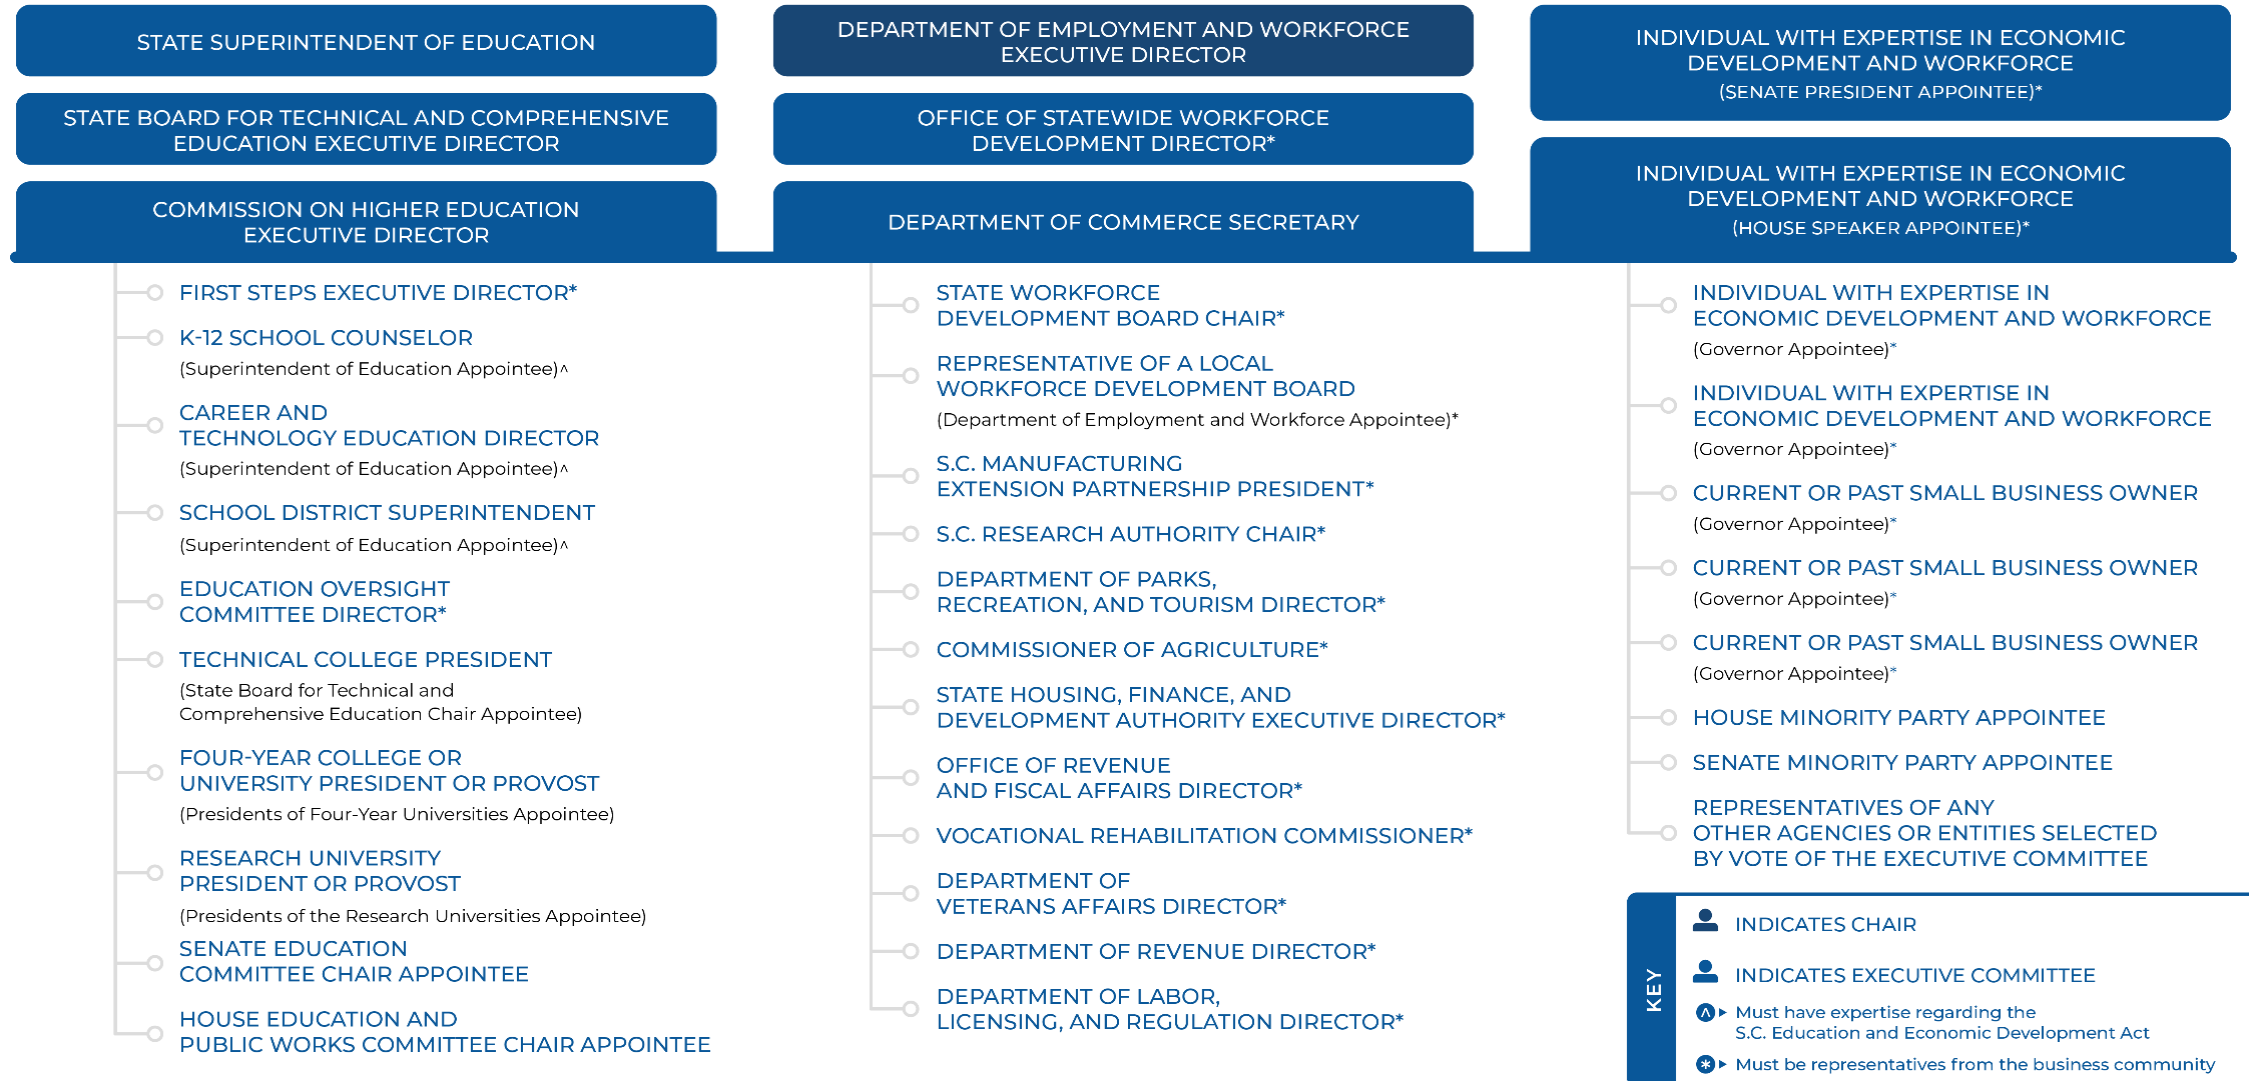 STATE SUPERINTENDENT OF EDUCATION
STATE BOARD FOR TECHNICAL AND COMPREHENSIVE
EDUCATION EXECUTIVE DIRECTOR
COMMISSION ON HIGHER EDUCATION
EXECUTIVE DIRECTOR
DEPARTMENT OF EMPLOYMENT AND WORKFORCE
EXECUTIVE DIRECTOR
OFFICE OF STATEWIDE WORKFORCE
DEVELOPMENT DIRECTOR*
DEPARTMENT OF COMMERCE SECRETARY
INDIVIDUAL WITH EXPERTISE IN ECONOMIC
DEVELOPMENT AND WORKFORCE
(SENATE PRESIDENT APPOINTEE)*
INDIVIDUAL WITH EXPERTISE IN ECONOMIC
DEVELOPMENT AND WORKFORCE
(HOUSE SPEAKER APPOINTEE)*
FIRST STEPS EXECUTIVE DIRECTOR*
K-12 SCHOOL COUNSELOR
(Superintendent of Education Appointee)^
CAREER AND
TECHNOLOGY EDUCATION DIRECTOR
(Superintendent of Education Appointee)^
SCHOOL DISTRICT SUPERINTENDENT
(Superintendent of Education Appointee)^
EDUCATION OVERSIGHT
COMMITTEE DIRECTOR*
TECHNICAL COLLEGE PRESIDENT
(State Board for Technical and
Comprehensive Education Chair Appointee)
FOUR-YEAR COLLEGE OR
UNIVERSITY PRESIDENT OR PROVOST
(Presidents of Four-Year Universities Appointee)
RESEARCH UNIVERSITY
PRESIDENT OR PROVOST
(Presidents of the Research Universities Appointee)
SENATE EDUCATION
COMMITTEE CHAIR APPOINTEE
HOUSE EDUCATION AND
PUBLIC WORKS COMMITTEE CHAIR APPOINTEE
STATE WORKFORCE
DEVELOPMENT BOARD CHAIR*
REPRESENTATIVE OF A LOCAL
WORKFORCE DEVELOPMENT BOARD
(Department of Employment and Workforce Appointee)*
S.C. MANUFACTURING
EXTENSION PARTNERSHIP PRESIDENT*
S.C. RESEARCH AUTHORITY CHAIR*
DEPARTMENT OF PARKS,
RECREATION, AND TOURISM DIRECTOR*
COMMISSIONER OF AGRICULTURE*
STATE HOUSING, FINANCE, AND
DEVELOPMENT AUTHORITY EXECUTIVE DIRECTOR*
OFFICE OF REVENUE
AND FISCAL AFFAIRS DIRECTOR*
VOCATIONAL REHABILITATION COMMISSIONER*
DEPARTMENT OF
VETERANS AFFAIRS DIRECTOR*
DEPARTMENT OF REVENUE DIRECTOR*
DEPARTMENT OF LABOR,
LICENSING, AND REGULATION DIRECTOR*
INDIVIDUAL WITH EXPERTISE IN
ECONOMIC DEVELOPMENT AND WORKFORCE
(Governor Appointee)*
INDIVIDUAL WITH EXPERTISE IN
ECONOMIC DEVELOPMENT AND WORKFORCE
(Governor Appointee)*
CURRENT OR PAST SMALL BUSINESS OWNER
(Governor Appointee)*
CURRENT OR PAST SMALL BUSINESS OWNER
(Governor Appointee)*
CURRENT OR PAST SMALL BUSINESS OWNER
(Governor Appointee)*
HOUSE MINORITY PARTY APPOINTEE
SENATE MINORITY PARTY APPOINTEE
REPRESENTATIVES OF ANY
OTHER AGENCIES OR ENTITIES SELECTED
BY VOTE OF THE EXECUTIVE COMMITTEE
KEY
INDICATES CHAIR
INDICATES EXECUTIVE COMMITTEE
^ Must have expertise regarding the
S.C. Education and Economic Development Act
* Must be representatives from the business community